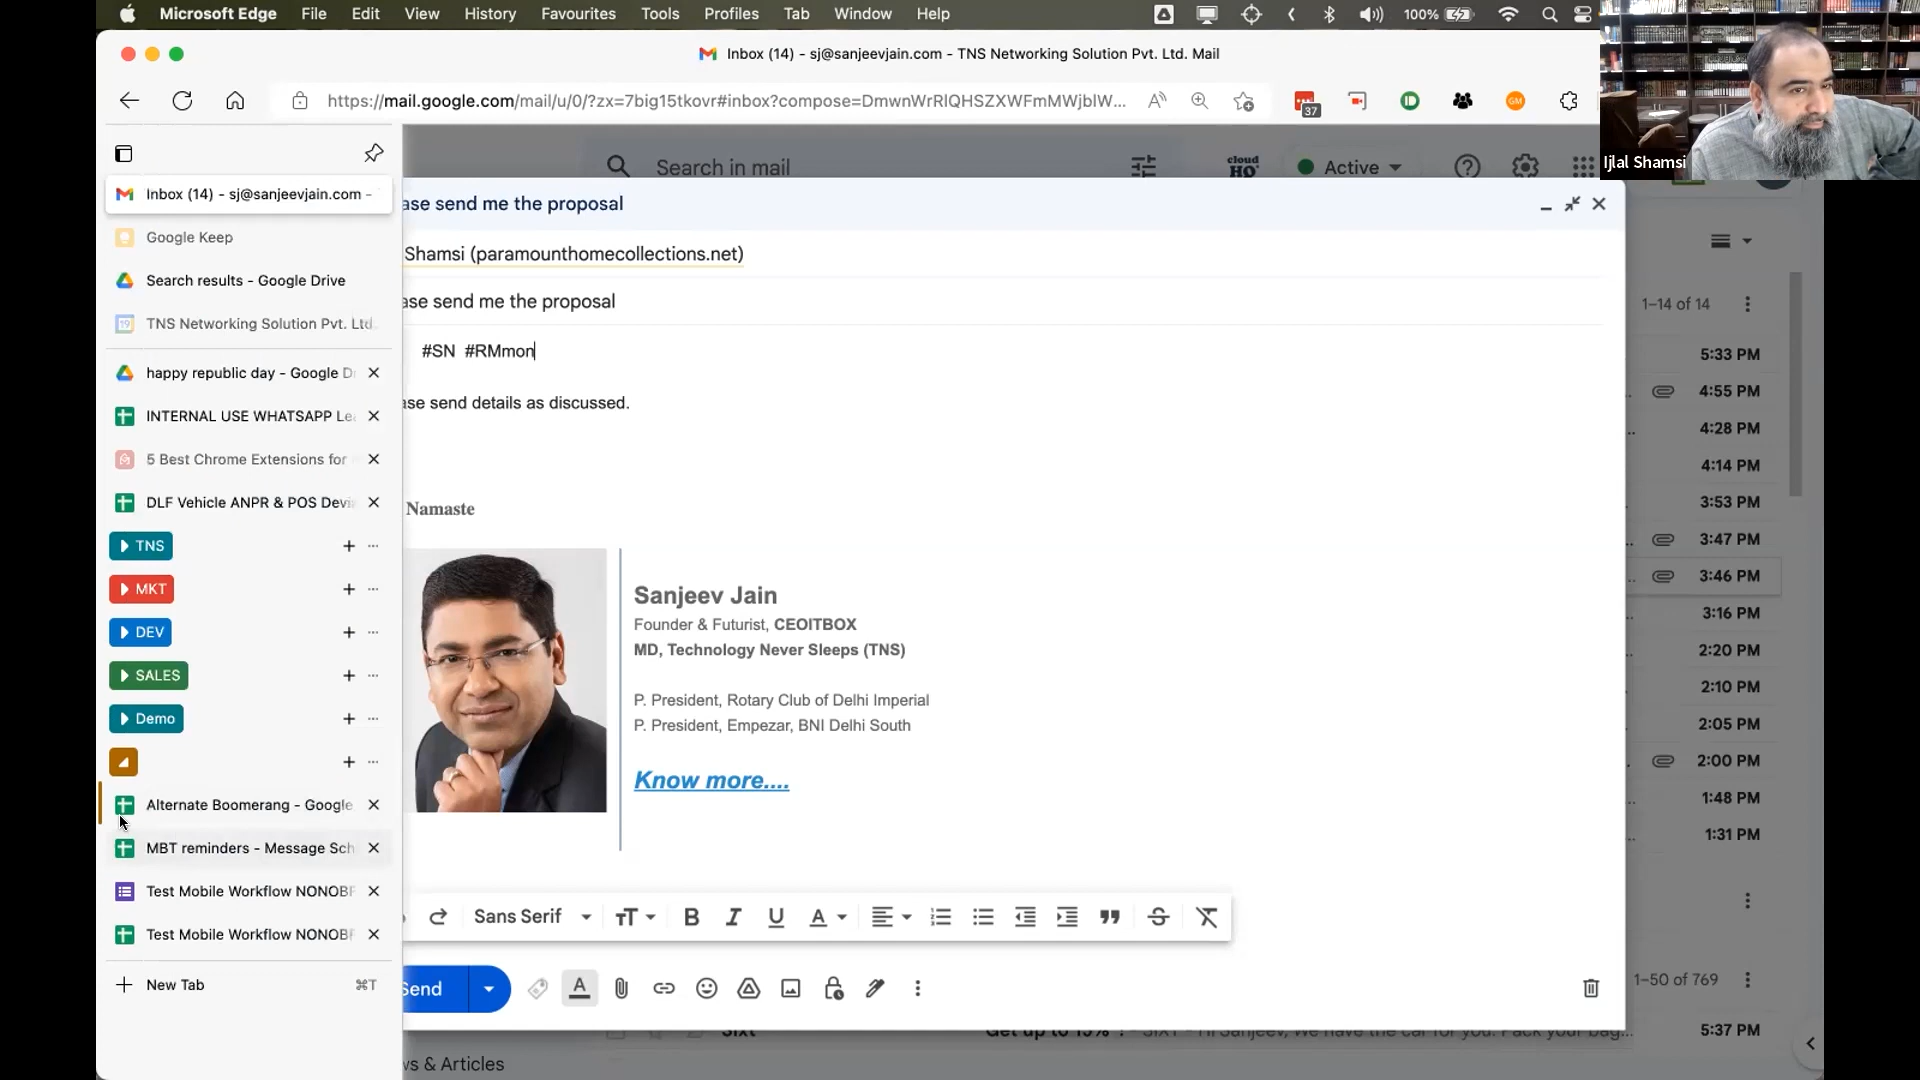 Microsoft Edge File Edit View History Favourites Tools Profiles Tab Window Help 100%
Inbox (14) - sj@sanjeevjain.com - TNS Networking Solution Pvt. Ltd. Mail
https://mail.google.com/mail/u/0/?zx=7big15tkovr#inbox?compose=DmwnWrRlQHSZXWFmMWjblW...
37
GM
Ijlal Shamsi
Search in mail
cloud HQ
Active
Inbox (14) - sj@sanjeevjain.com -
ase send me the proposal
Google Keep
Shamsi (paramounthomecollections.net)
Search results - Google Drive
ase send me the proposal
1–14 of 14
TNS Networking Solution Pvt. Ltd.
#SN #RMmon
5:33 PM
happy republic day - Google D
4:55 PM
ase send details as discussed.
INTERNAL USE WHATSAPP Le
4:28 PM
5 Best Chrome Extensions for
4:14 PM
DLF Vehicle ANPR & POS Devi
3:53 PM
Namaste
TNS
3:47 PM
MKT
3:46 PM
Sanjeev Jain
Founder & Futurist, CEOITBOX
3:16 PM
DEV
MD, Technology Never Sleeps (TNS)
2:20 PM
SALES
2:10 PM
P. President, Rotary Club of Delhi Imperial
P. President, Empezar, BNI Delhi South
2:05 PM
Demo
2:00 PM
Know more....
1:48 PM
Alternate Boomerang - Google
1:31 PM
MBT reminders - Message Sch
Test Mobile Workflow NONOBF
Sans Serif
Test Mobile Workflow NONOBF
1–50 of 769
New Tab ⌘T
Send
Sixt
5:37 PM
ws & Articles